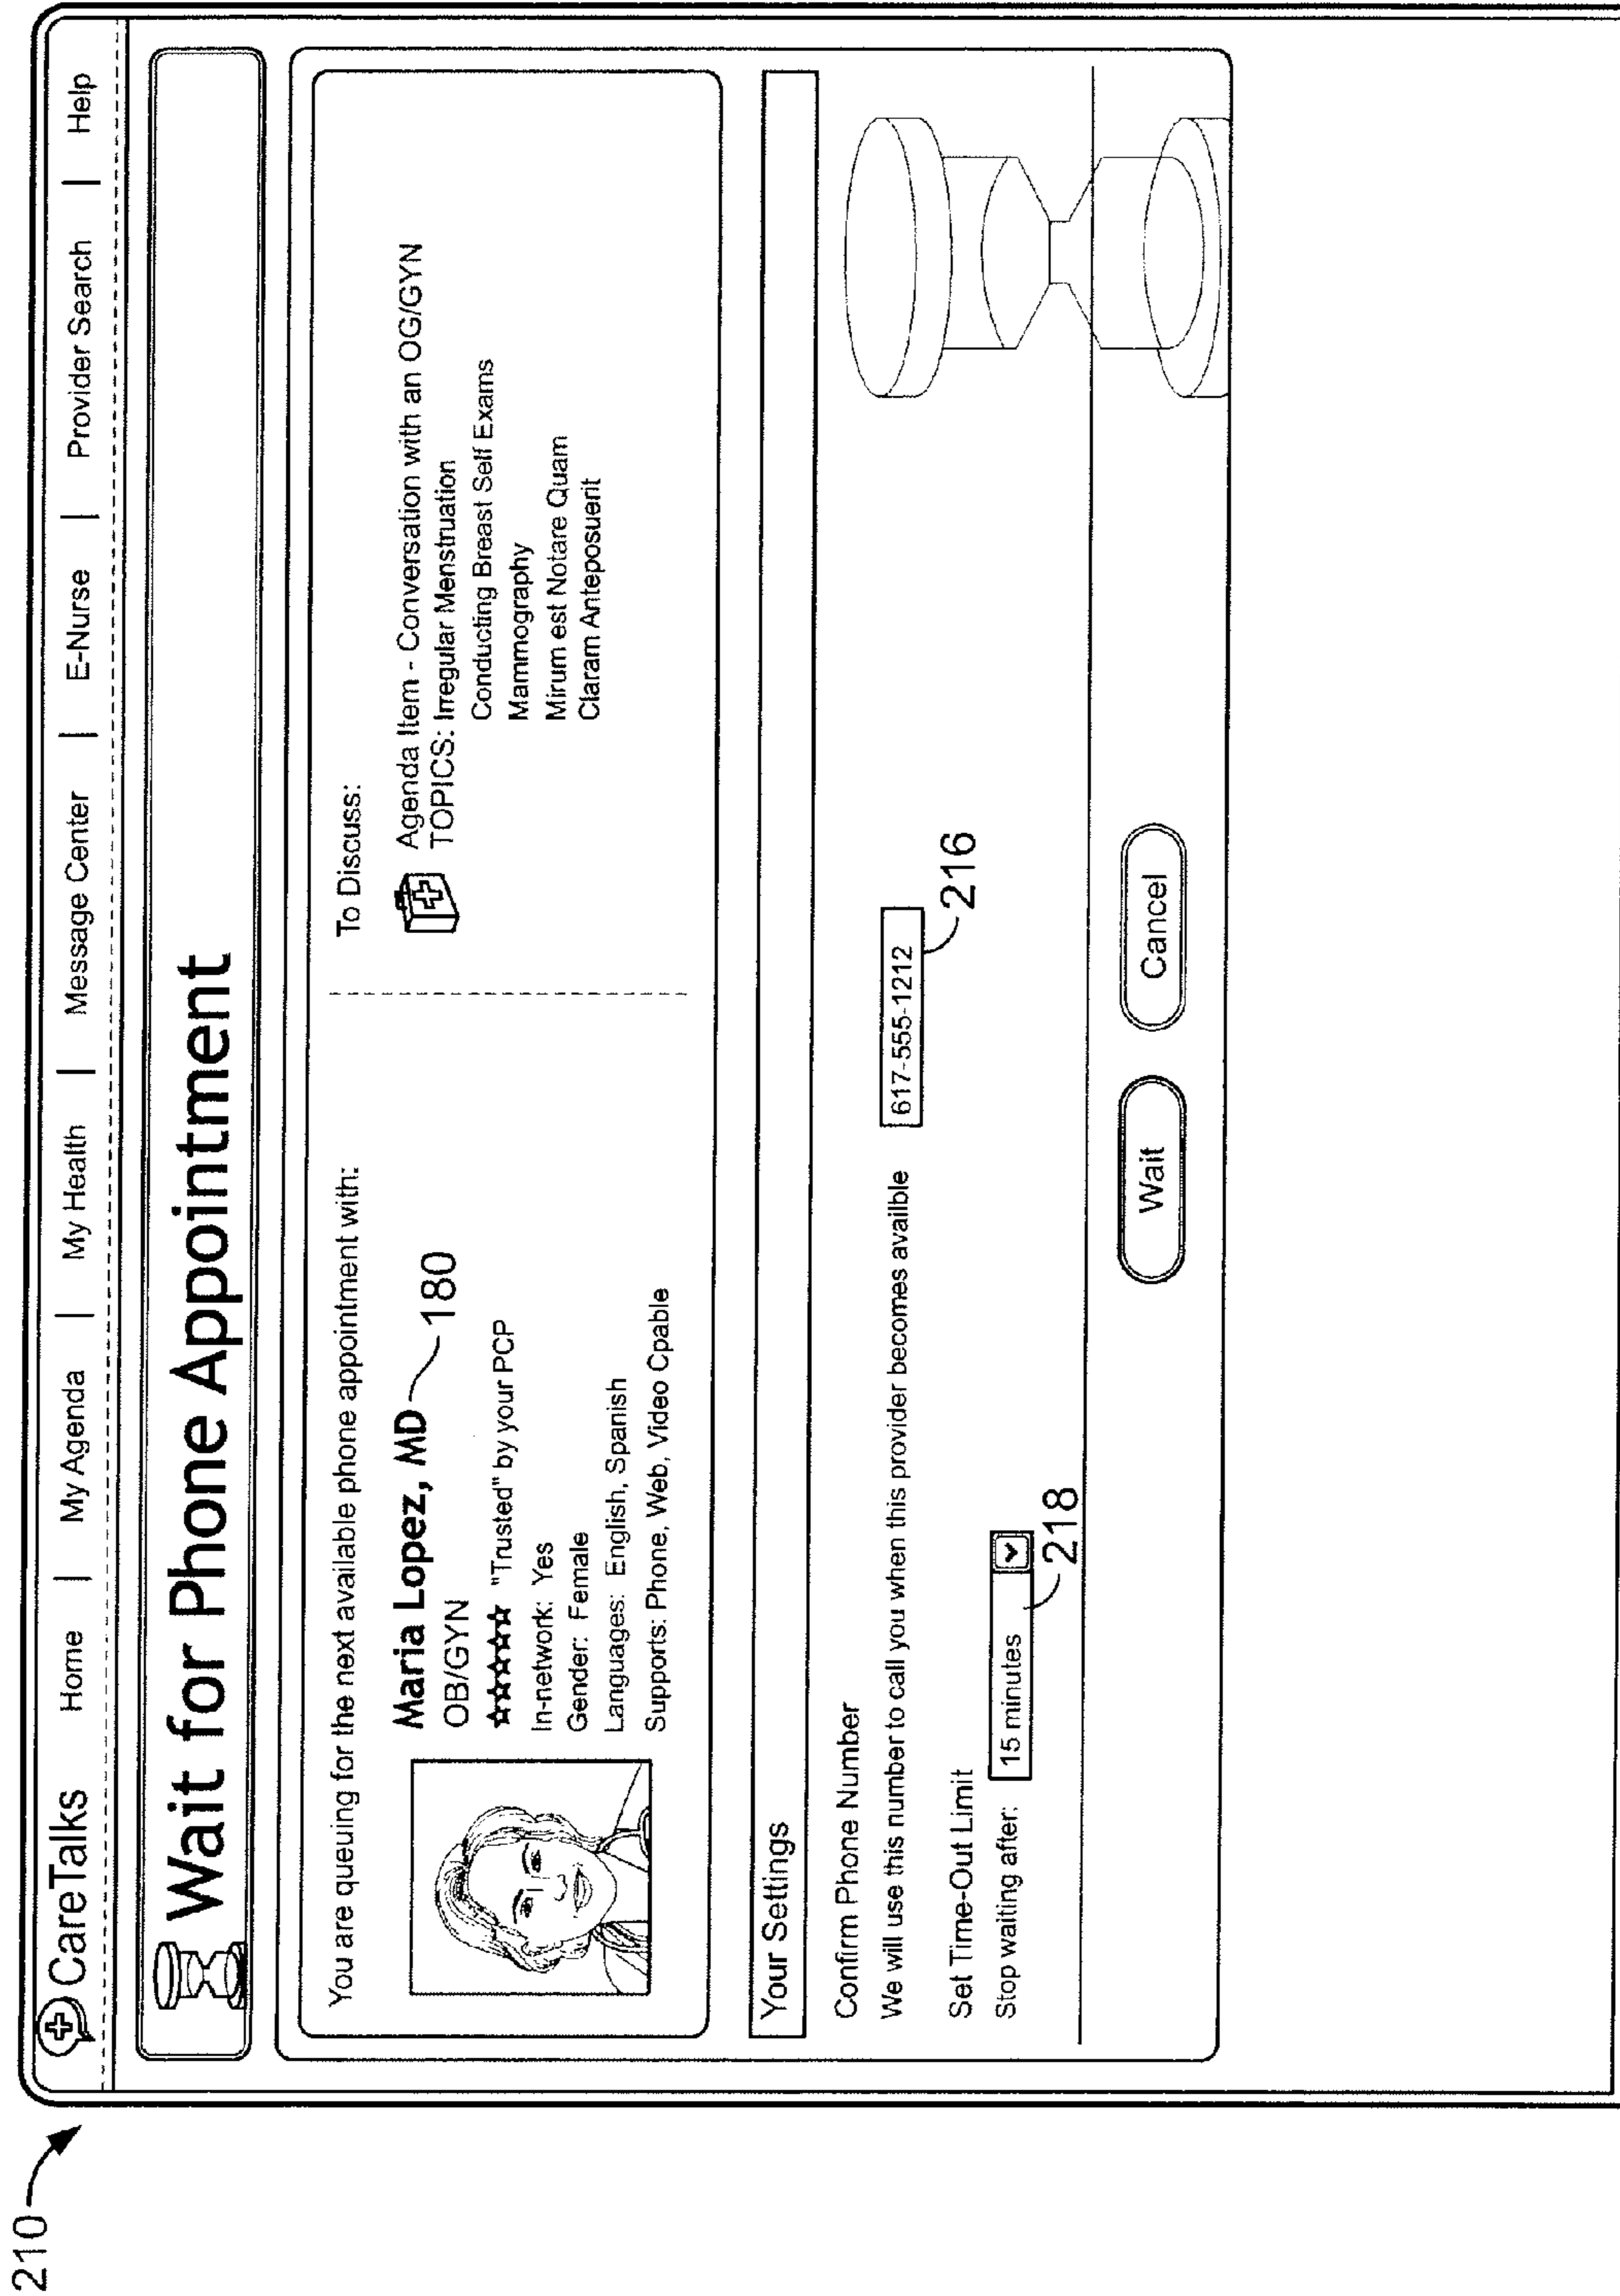 210
CareTalks Home | My Agenda | My Health | Message Center | E-Nurse | Provider Search | Help
Wait for Phone Appointment
You are queuing for the next available phone appointment with:
Maria Lopez, MD 180
OB/GYN
"Trusted" by your PCP
In-network: Yes
Gender: Female
Languages: English, Spanish
Supports: Phone, Web, Video Cpable
To Discuss:
Agenda Item - Conversation with an OG/GYN
TOPICS: Irregular Menstruation
Conducting Breast Self Exams
Mammography
Mirum est Notare Quam
Claram Anteposuerit
Your Settings
Confirm Phone Number
We will use this number to call you when this provider becomes availble 617-555-1212
216
Set Time-Out Limit
Stop waiting after: 15 minutes
218
Wait Cancel